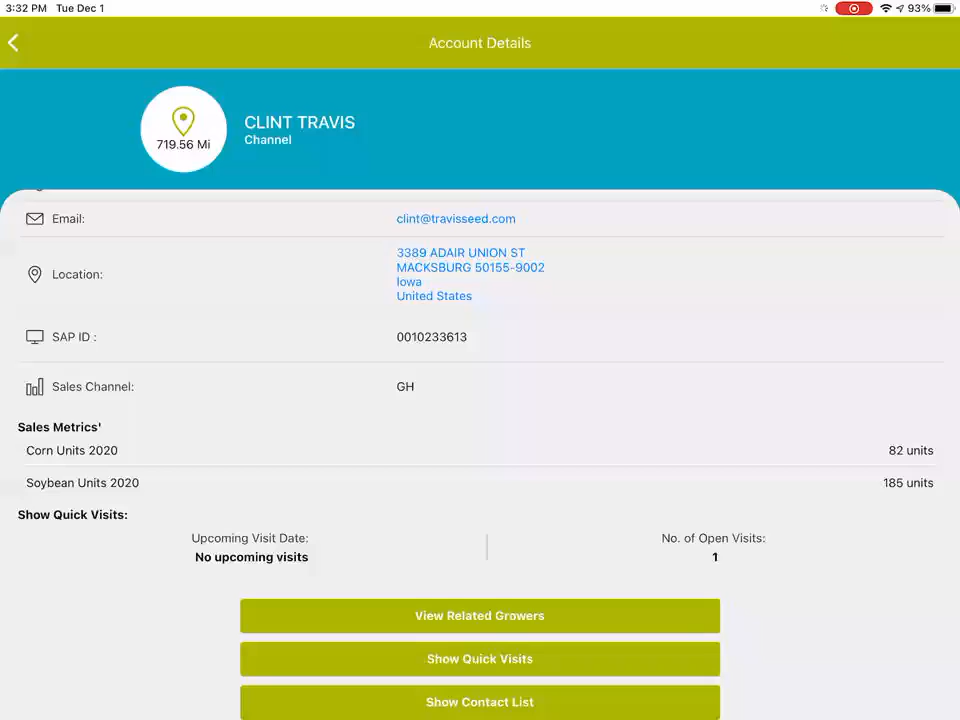 3:32 PM Tue Dec 1
93%
Account Details
719.56 Mi
CLINT TRAVIS
Channel
Email:
clint@travisseed.com
Location:
3389 ADAIR UNION ST
MACKSBURG 50155-9002
Iowa
United States
SAP ID :
0010233613
Sales Channel:
GH
Sales Metrics'
Corn Units 2020
82 units
Soybean Units 2020
185 units
Show Quick Visits:
Upcoming Visit Date:
No upcoming visits
No. of Open Visits:
1
View Related Growers
Show Quick Visits
Show Contact List